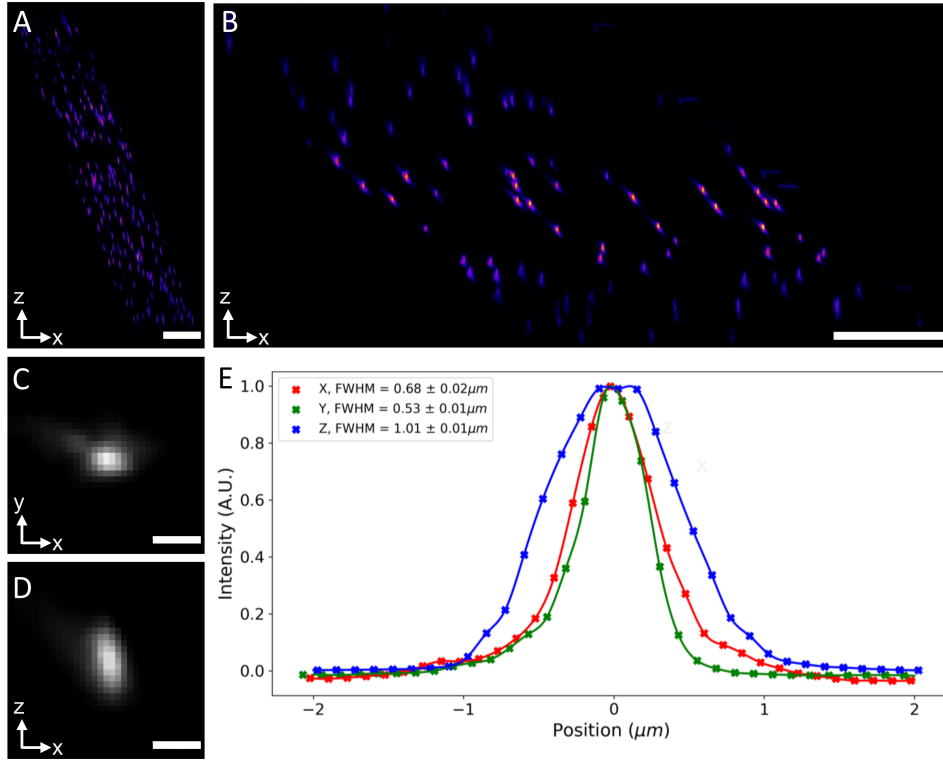 A
B
z
x
z
x
C
y
x
D
z
x
E
X, FWHM = 0.68 ± 0.02μm
Y, FWHM = 0.53 ± 0.01μm
Z, FWHM = 1.01 ± 0.01μm
Z
X
Intensity (A.U.)
1.0
0.8
0.6
0.4
0.2
0.0
−2
−1
0
1
2
Position (μm)